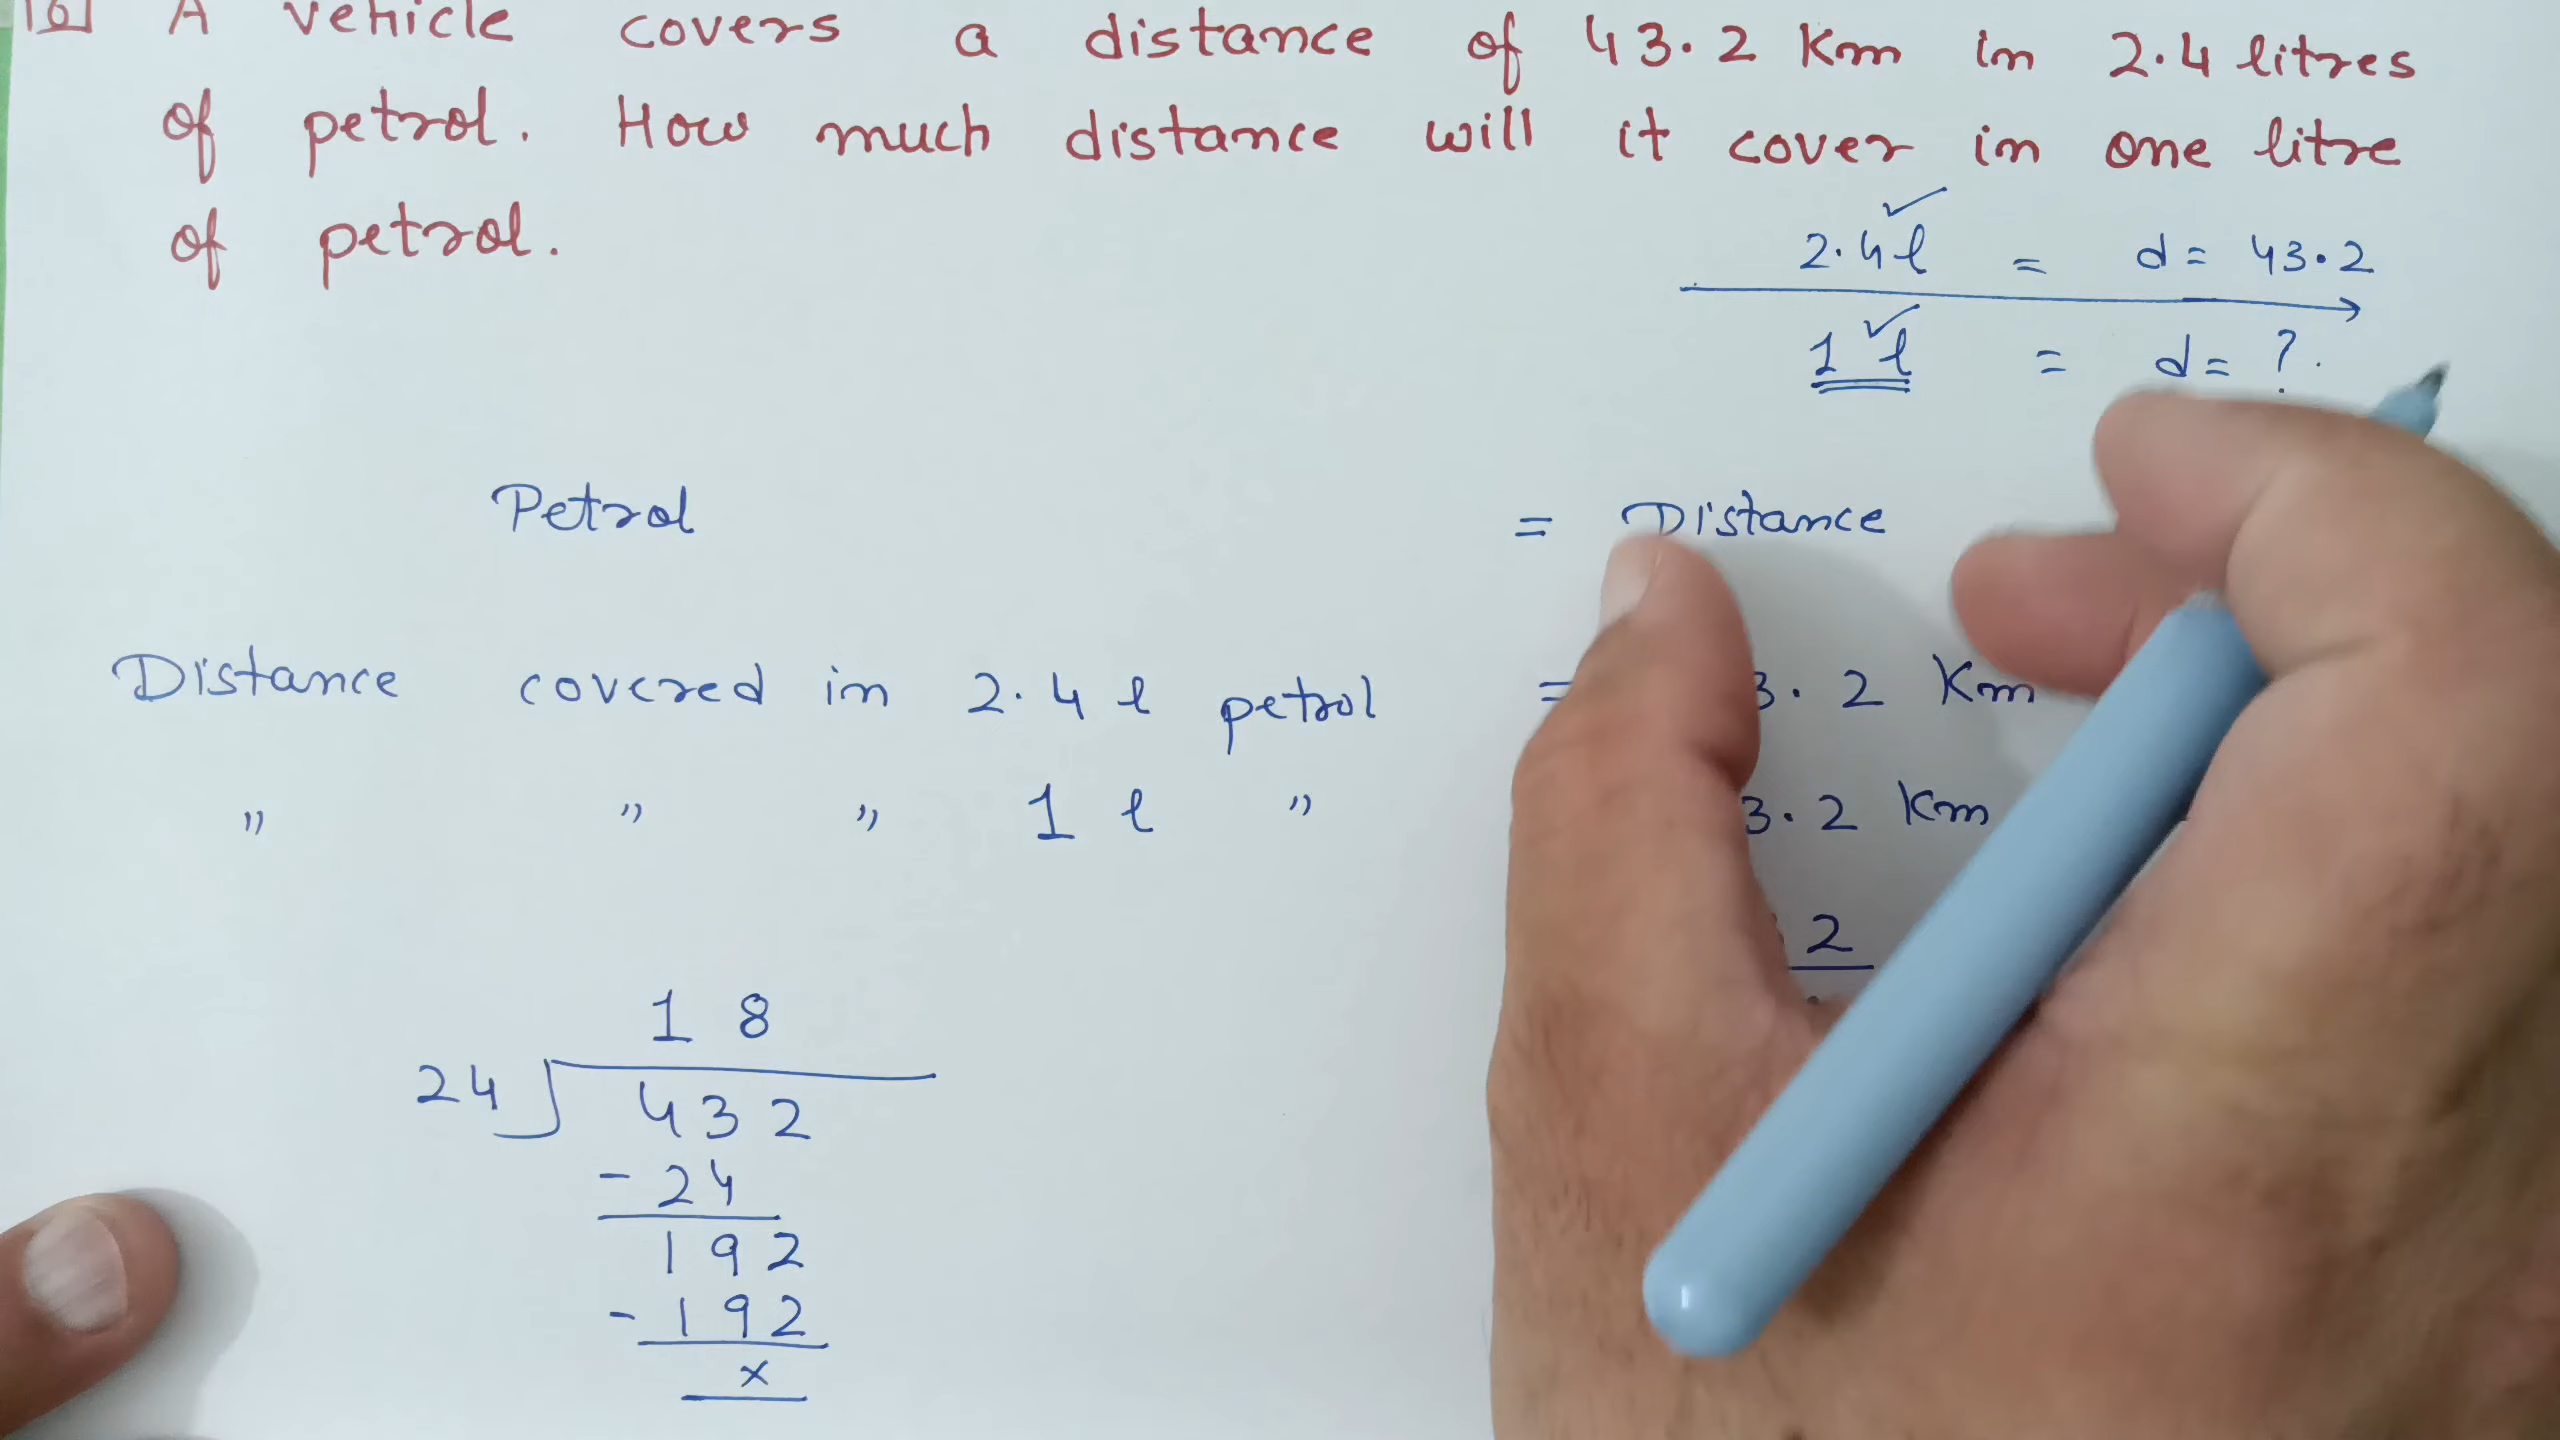 A vehicle covers a distance of 43.2 Km in 2.4 litres
of petrol. How much distance will it cover in one litre
of petrol.
2.4 l = d = 43.2
1 l = d = ?
Petrol = Distance
Distance covered in 2.4 l petrol = 3.2 Km
" " " 1 l " 3.2 Km
2
18
24 432
- 24
192
- 192
x